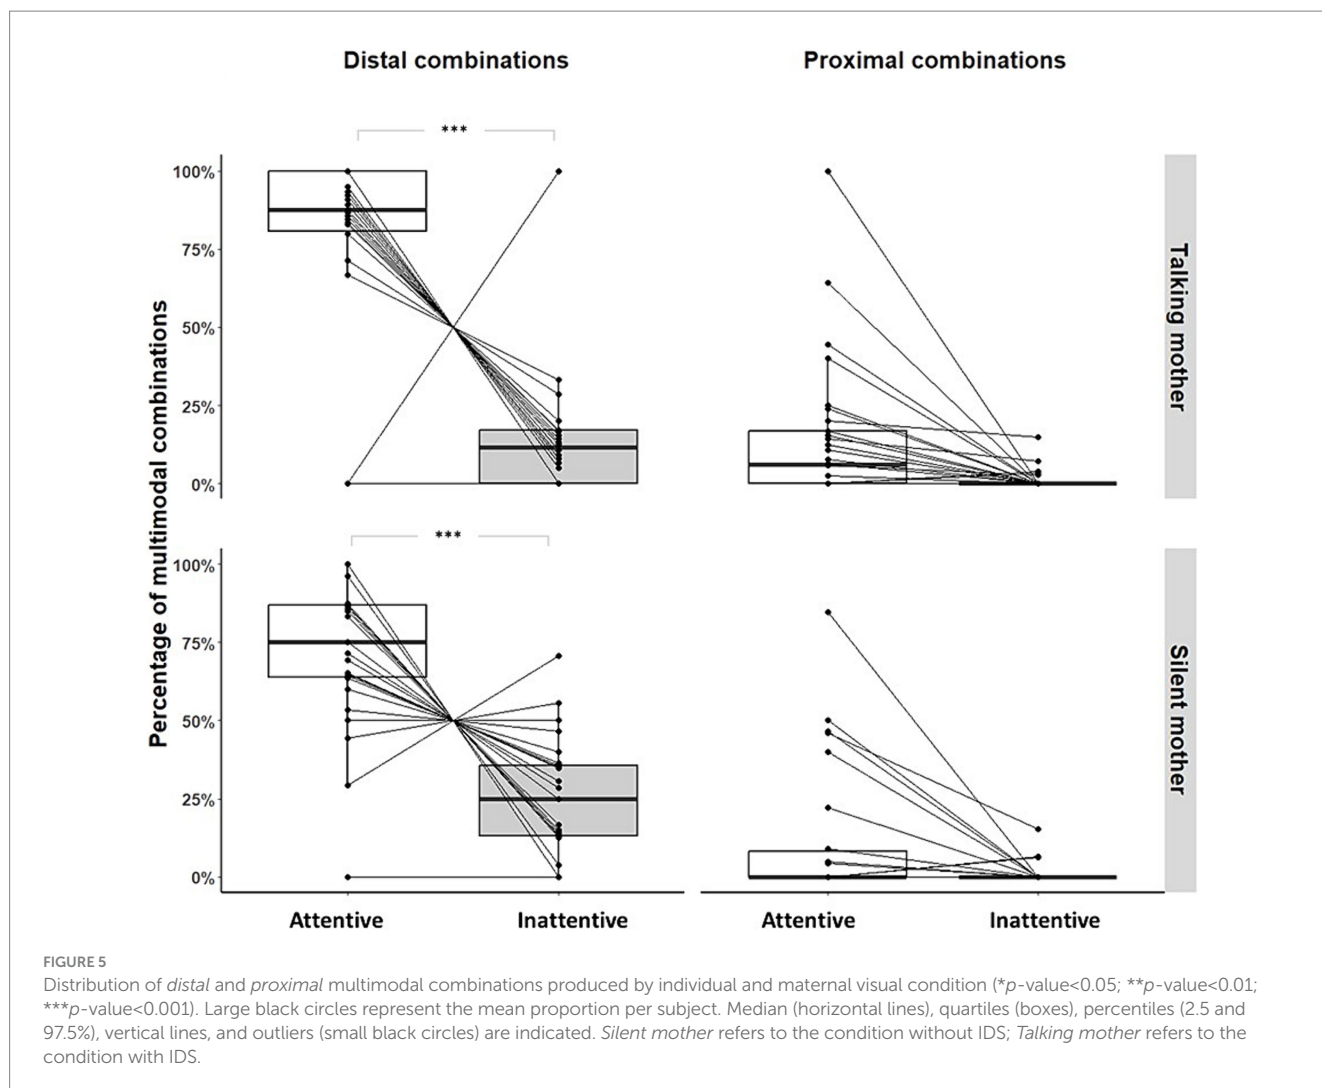 Distal combinations
Proximal combinations
***
100%
75%
50%
25%
0%
Talking mother
Percentage of multimodal combinations
***
100%
75%
50%
25%
0%
Silent mother
Attentive
Inattentive
Attentive
Inattentive
FIGURE 5
Distribution of distal and proximal multimodal combinations produced by individual and maternal visual condition (*p-value<0.05; **p-value<0.01;
***p-value<0.001). Large black circles represent the mean proportion per subject. Median (horizontal lines), quartiles (boxes), percentiles (2.5 and
97.5%), vertical lines, and outliers (small black circles) are indicated. Silent mother refers to the condition without IDS; Talking mother refers to the
condition with IDS.